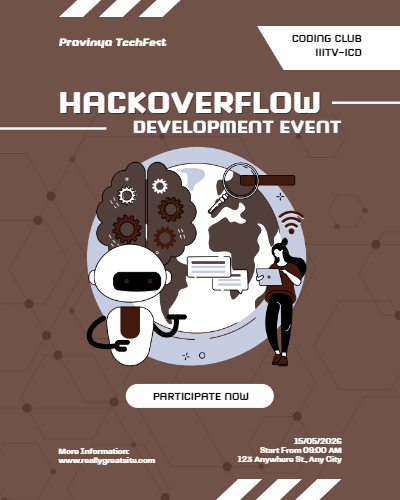 Pravinya TechFest
CODING CLUB
IIITV-ICD
HACKOVERFLOW
DEVELOPMENT EVENT
PARTICIPATE NOW
More Information:
www.reallygreatsite.com
15/05/2026
Start From 09:00 AM
123 Anywhere St., Any City